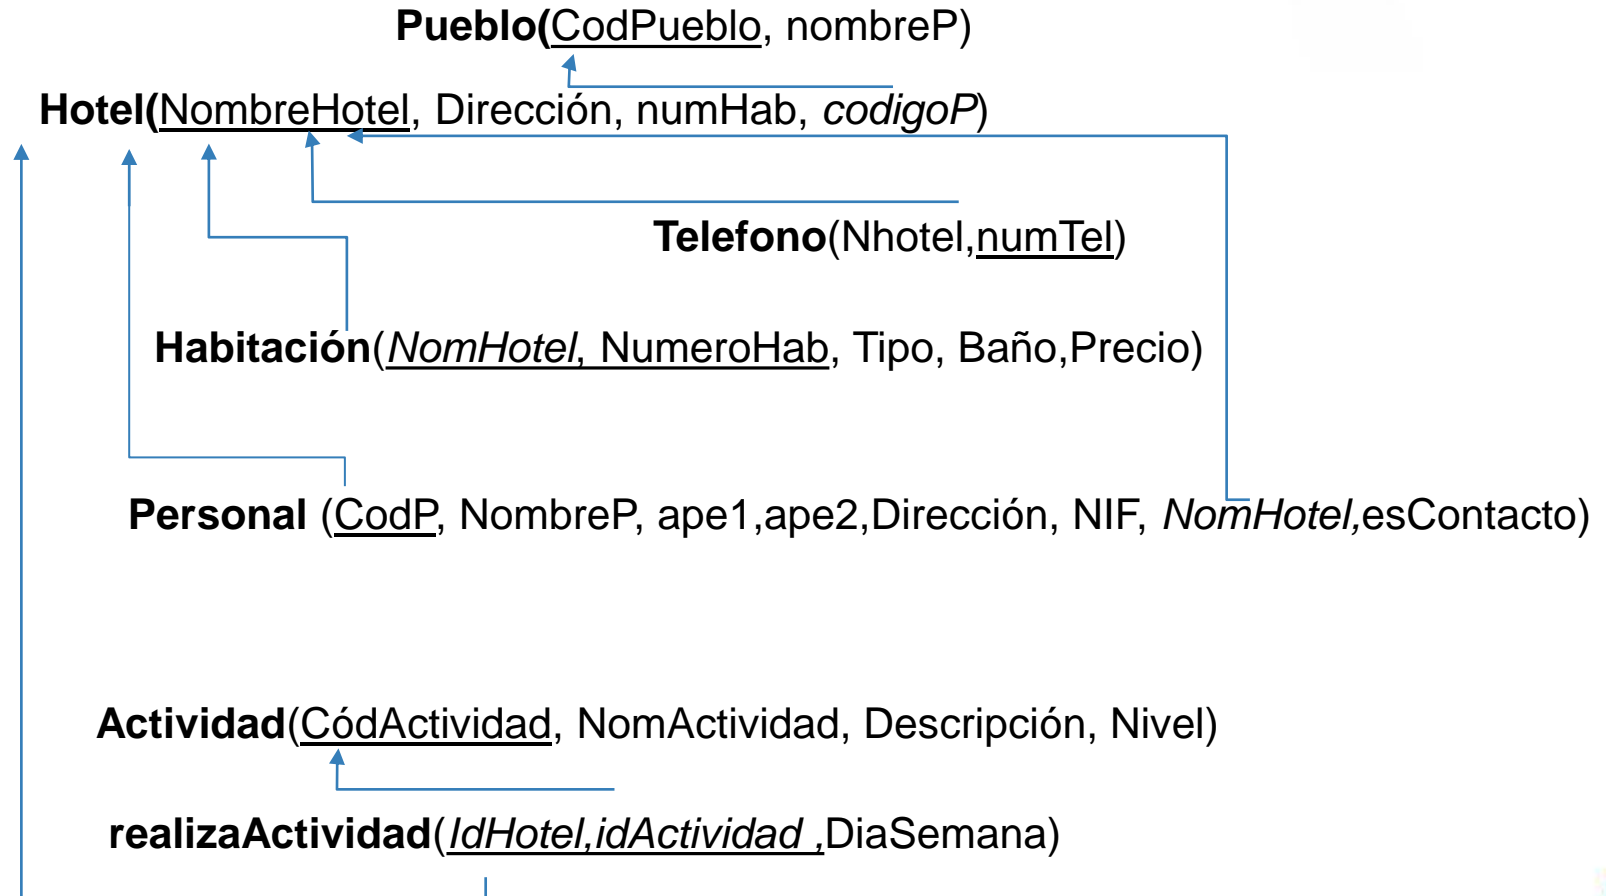 Pueblo(CodPueblo, nombreP)
Hotel(NombreHotel, Dirección, numHab, codigoP)
Telefono(Nhotel,numTel)
Habitación(NomHotel, NumeroHab, Tipo, Baño,Precio)
Personal (CodP, NombreP, ape1,ape2,Dirección, NIF, NomHotel,esContacto)
Actividad(CódActividad, NomActividad, Descripción, Nivel)
realizaActividad(IdHotel,idActividad ,DiaSemana)